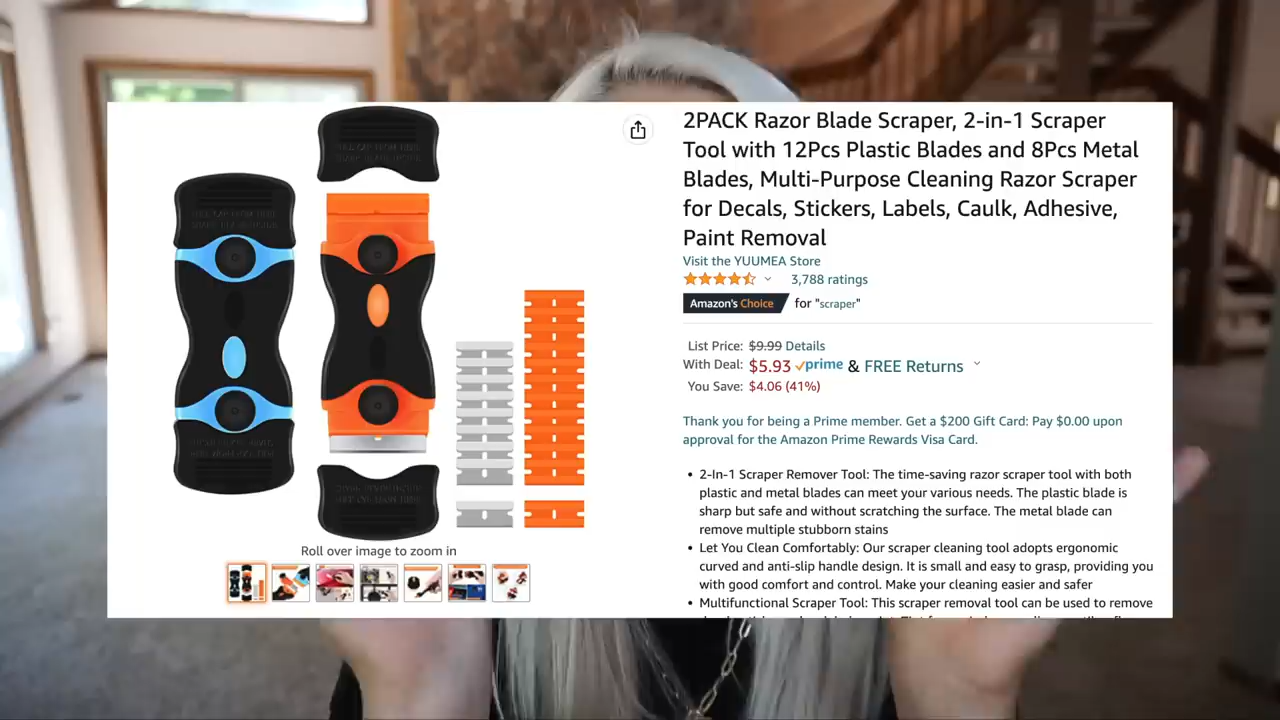 2PACK Razor Blade Scraper, 2-in-1 Scraper
Tool with 12Pcs Plastic Blades and 8Pcs Metal
Blades, Multi-Purpose Cleaning Razor Scraper
for Decals, Stickers, Labels, Caulk, Adhesive,
Paint Removal
Visit the YUUMEA Store
3,788 ratings
Amazon's Choice for "scraper"
List Price: $9.99 Details
With Deal: $5.93 prime & FREE Returns
You Save: $4.06 (41%)
Thank you for being a Prime member. Get a $200 Gift Card: Pay $0.00 upon
approval for the Amazon Prime Rewards Visa Card.
• 2-In-1 Scraper Remover Tool: The time-saving razor scraper tool with both
plastic and metal blades can meet your various needs. The plastic blade is
sharp but safe and without scratching the surface. The metal blade can
remove multiple stubborn stains
• Let You Clean Comfortably: Our scraper cleaning tool adopts ergonomic
curved and anti-slip handle design. It is small and easy to grasp, providing you
with good comfort and control. Make your cleaning easier and safer
• Multifunctional Scraper Tool: This scraper removal tool can be used to remove
Roll over image to zoom in